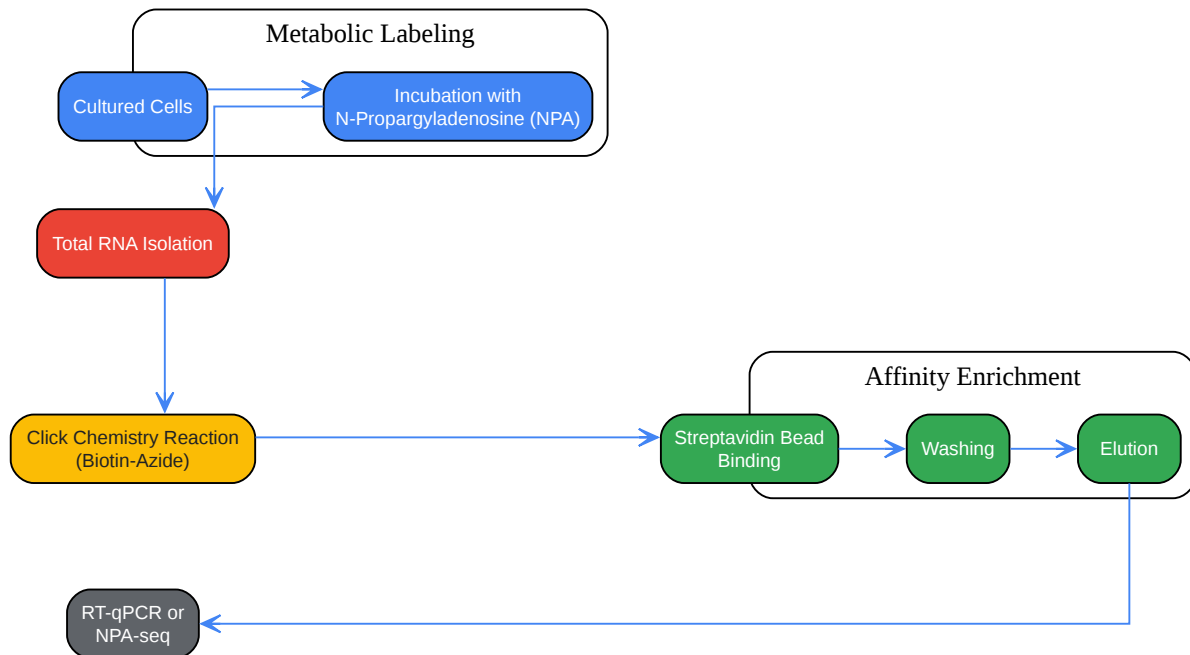 Metabolic Labeling
Cultured Cells
Incubation with
N-Propargyladenosine (NPA)
Total RNA Isolation
Affinity Enrichment
Click Chemistry Reaction
(Biotin-Azide)
Streptavidin Bead
Binding
Washing
Elution
RT-qPCR or
NPA-seq